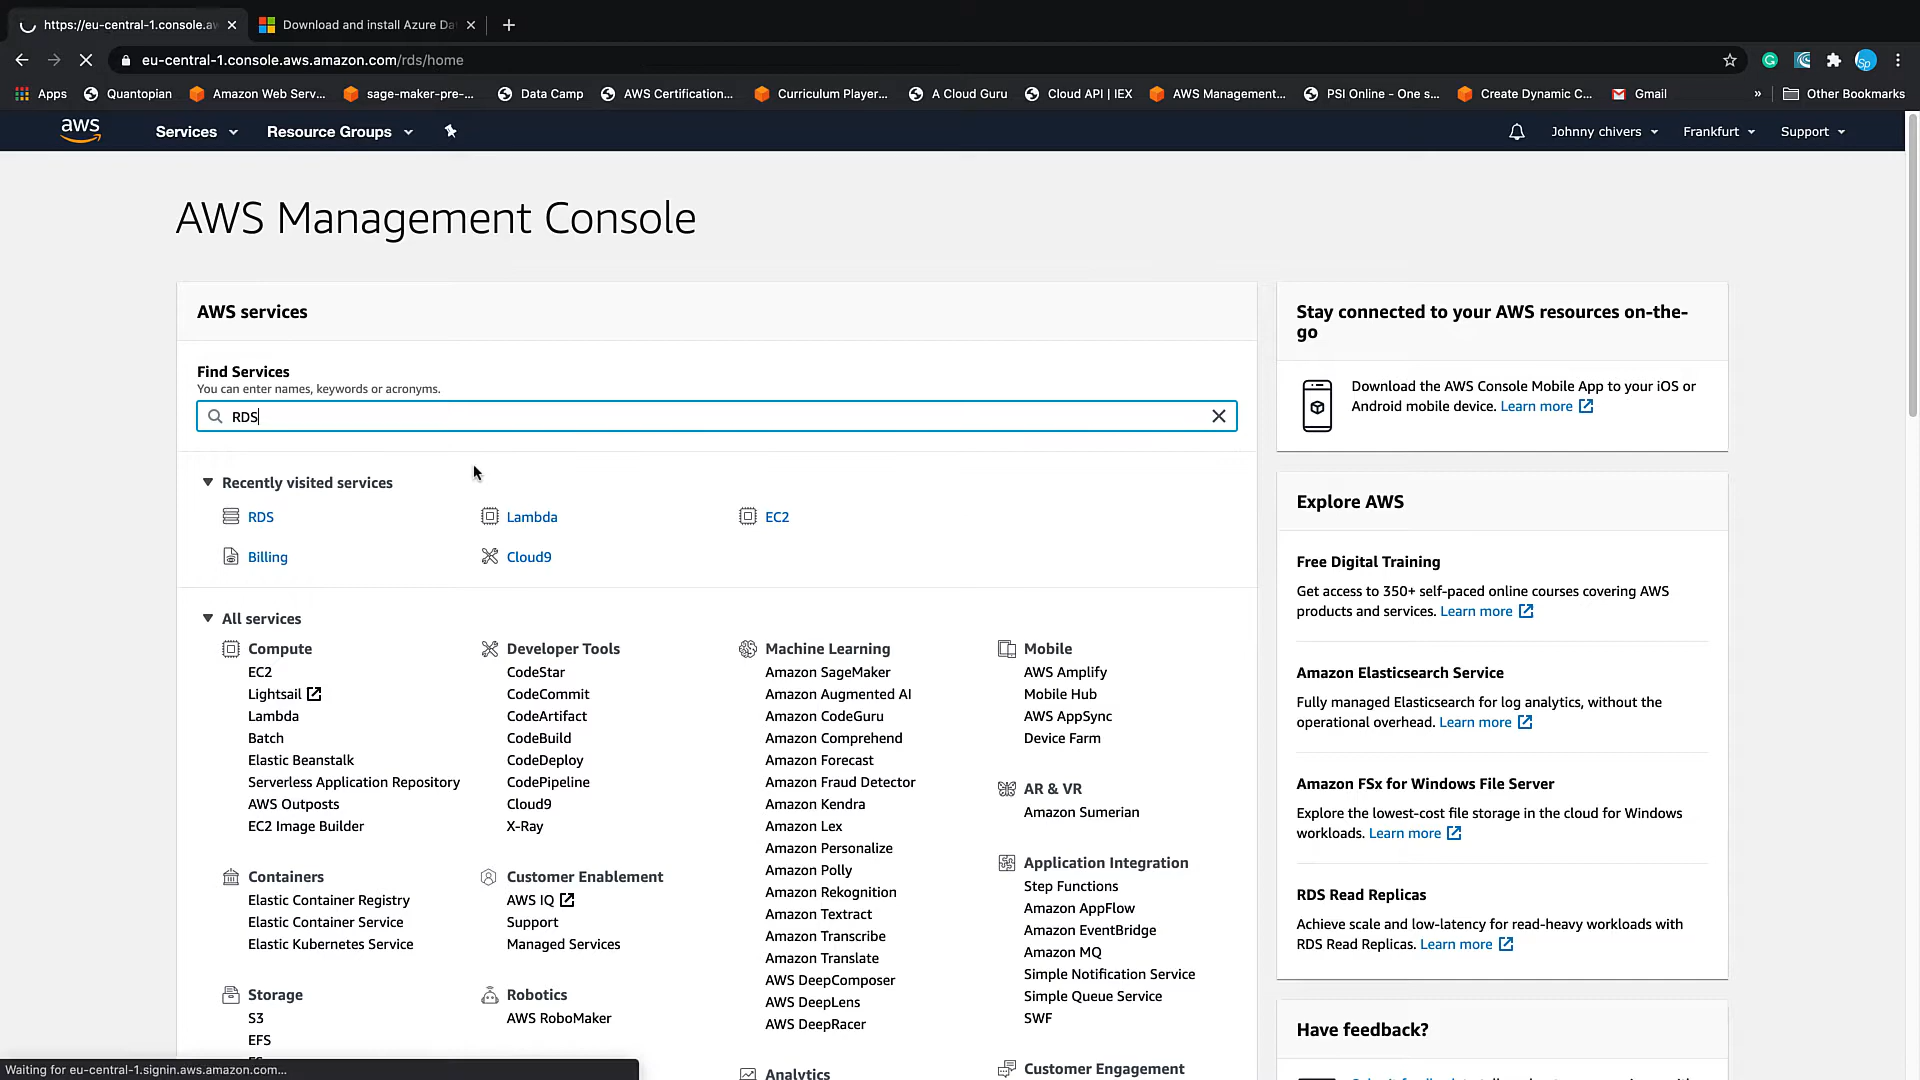 https://eu-central-1.console.aw
Download and install Azure Da
eu-central-1.console.aws.amazon.com/rds/home
Apps
Quantopian
Amazon Web Serv...
sage-maker-pre-...
Data Camp
AWS Certification...
Curriculum Player...
A Cloud Guru
Cloud API | IEX
AWS Management...
PSI Online - One s...
Create Dynamic C...
Gmail
»
Other Bookmarks
aws
Services
Resource Groups
Johnny chivers
Frankfurt
Support
AWS Management Console
AWS services
Find Services
You can enter names, keywords or acronyms.
RDS
Recently visited services
RDS
Lambda
EC2
Billing
Cloud9
All services
Compute
EC2
Lightsail
Lambda
Batch
Elastic Beanstalk
Serverless Application Repository
AWS Outposts
EC2 Image Builder
Containers
Elastic Container Registry
Elastic Container Service
Elastic Kubernetes Service
Storage
S3
EFS
Developer Tools
CodeStar
CodeCommit
CodeArtifact
CodeBuild
CodeDeploy
CodePipeline
Cloud9
X-Ray
Customer Enablement
AWS IQ
Support
Managed Services
Robotics
AWS RoboMaker
Machine Learning
Amazon SageMaker
Amazon Augmented AI
Amazon CodeGuru
Amazon Comprehend
Amazon Forecast
Amazon Fraud Detector
Amazon Kendra
Amazon Lex
Amazon Personalize
Amazon Polly
Amazon Rekognition
Amazon Textract
Amazon Transcribe
Amazon Translate
AWS DeepComposer
AWS DeepLens
AWS DeepRacer
Analytics
Mobile
AWS Amplify
Mobile Hub
AWS AppSync
Device Farm
AR & VR
Amazon Sumerian
Application Integration
Step Functions
Amazon AppFlow
Amazon EventBridge
Amazon MQ
Simple Notification Service
Simple Queue Service
SWF
Customer Engagement
Stay connected to your AWS resources on-the-
go
Download the AWS Console Mobile App to your iOS or
Android mobile device. Learn more
Explore AWS
Free Digital Training
Get access to 350+ self-paced online courses covering AWS
products and services. Learn more
Amazon Elasticsearch Service
Fully managed Elasticsearch for log analytics, without the
operational overhead. Learn more
Amazon FSx for Windows File Server
Explore the lowest-cost file storage in the cloud for Windows
workloads. Learn more
RDS Read Replicas
Achieve scale and low-latency for read-heavy workloads with
RDS Read Replicas. Learn more
Have feedback?
Waiting for eu-central-1.signin.aws.amazon.com...